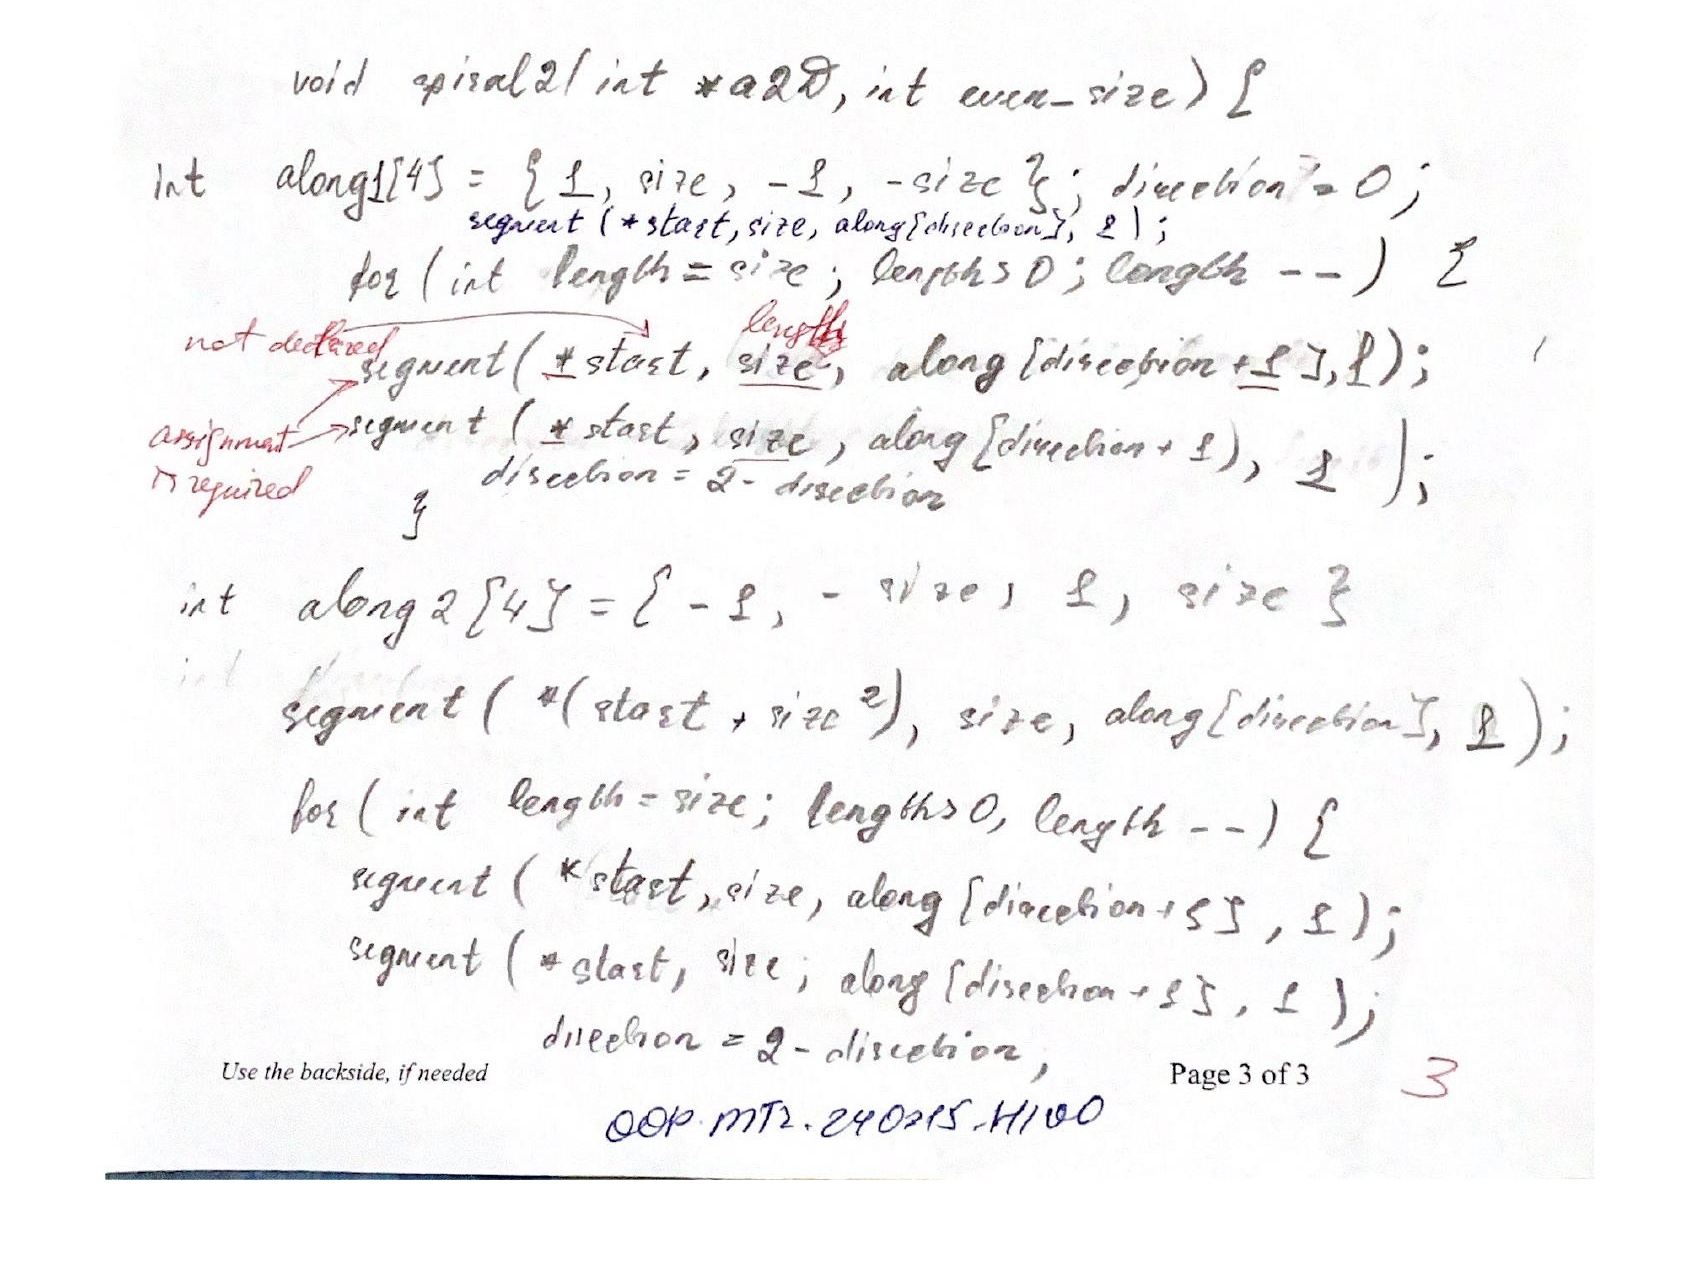 void spiral2( int *a2D, int even_size) {
int along1[4] = { 1, size, -1, -size }; direction = 0;
segment ( *start, size, along[direction], 1 );
for ( int length = size ; length > 0 ; length -- ) {
not declared
length
segment ( *start, size, along [direction + 1 ], 1 );
assignment
is required
segment ( *start , size , along [direction + 1 ), 1 );
direction = 2 - direction
}
int along 2 [4] = { - 1, - size, 1, size }
segment ( *( start + size 2), size, along [direction], 1 );
for ( int length = size; length > 0, length -- ) {
segment ( *start, size, along [direction + 1 ] , 1 );
segment ( *start, size ; along [direction + 1 ] , 1 );
direction = 2 - direction ;
Use the backside, if needed
Page 3 of 3
3